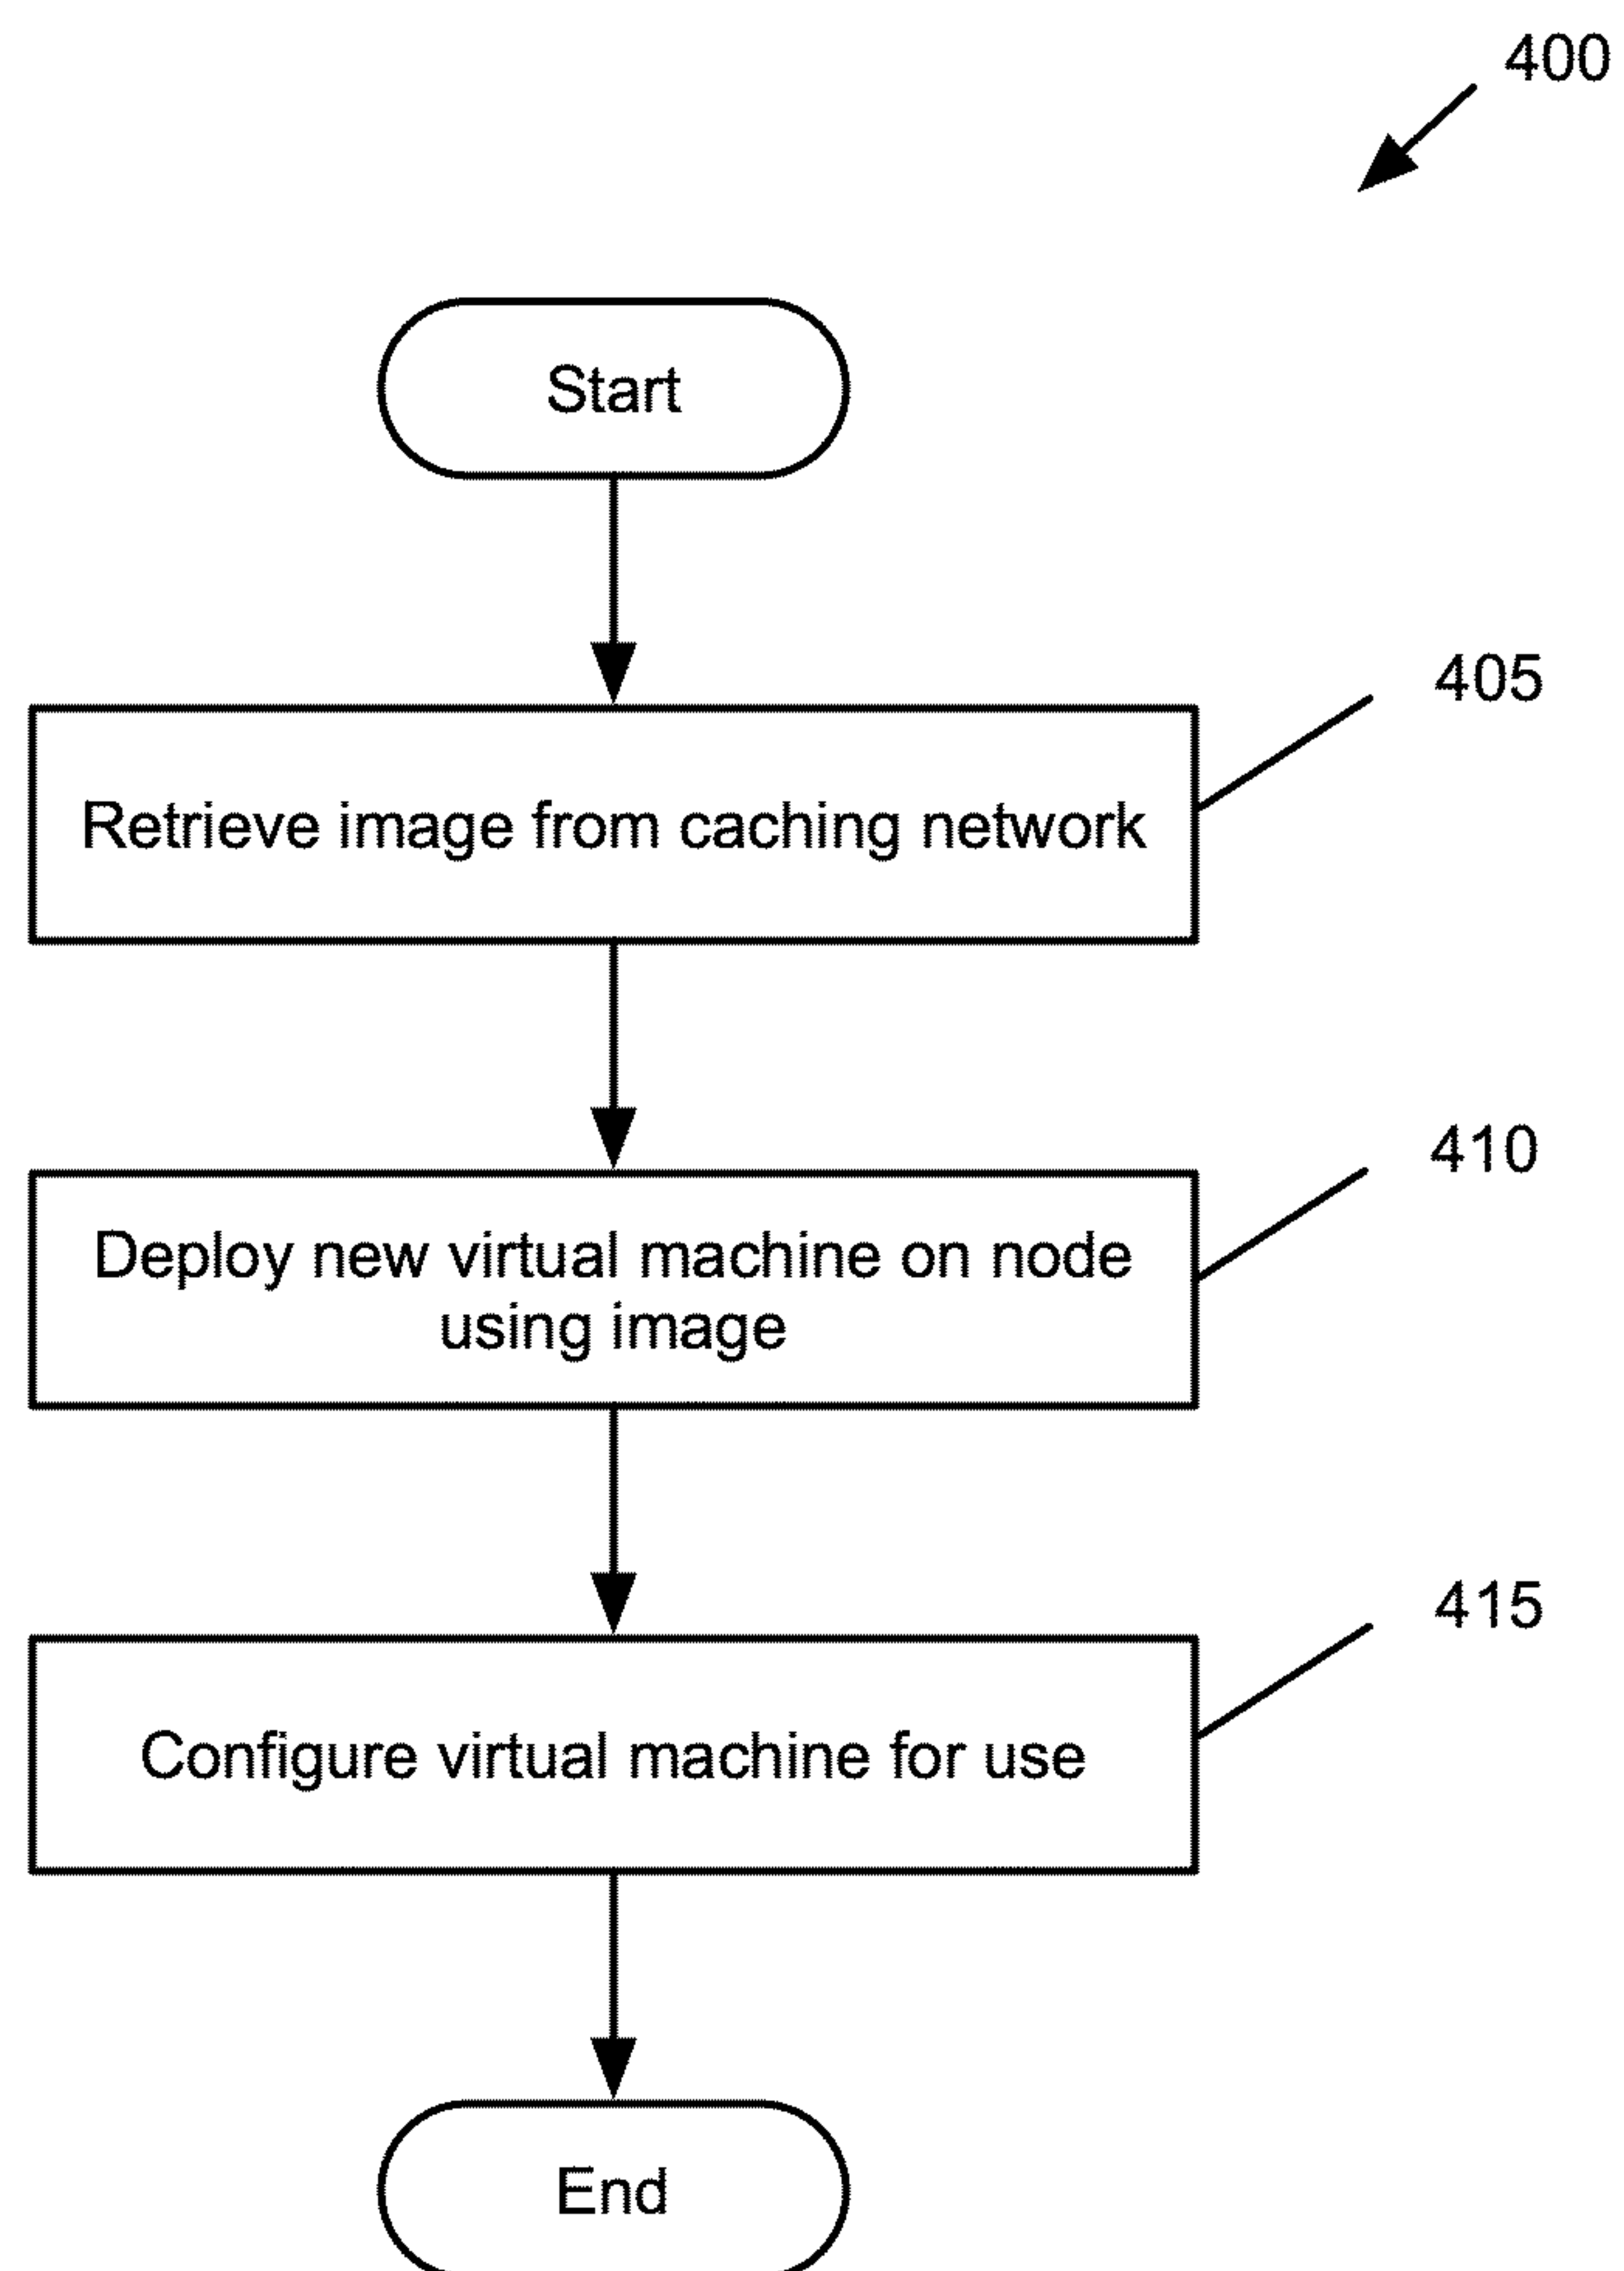 400
Start
405
Retrieve image from caching network
410
Deploy new virtual machine on node
using image
415
Configure virtual machine for use
End